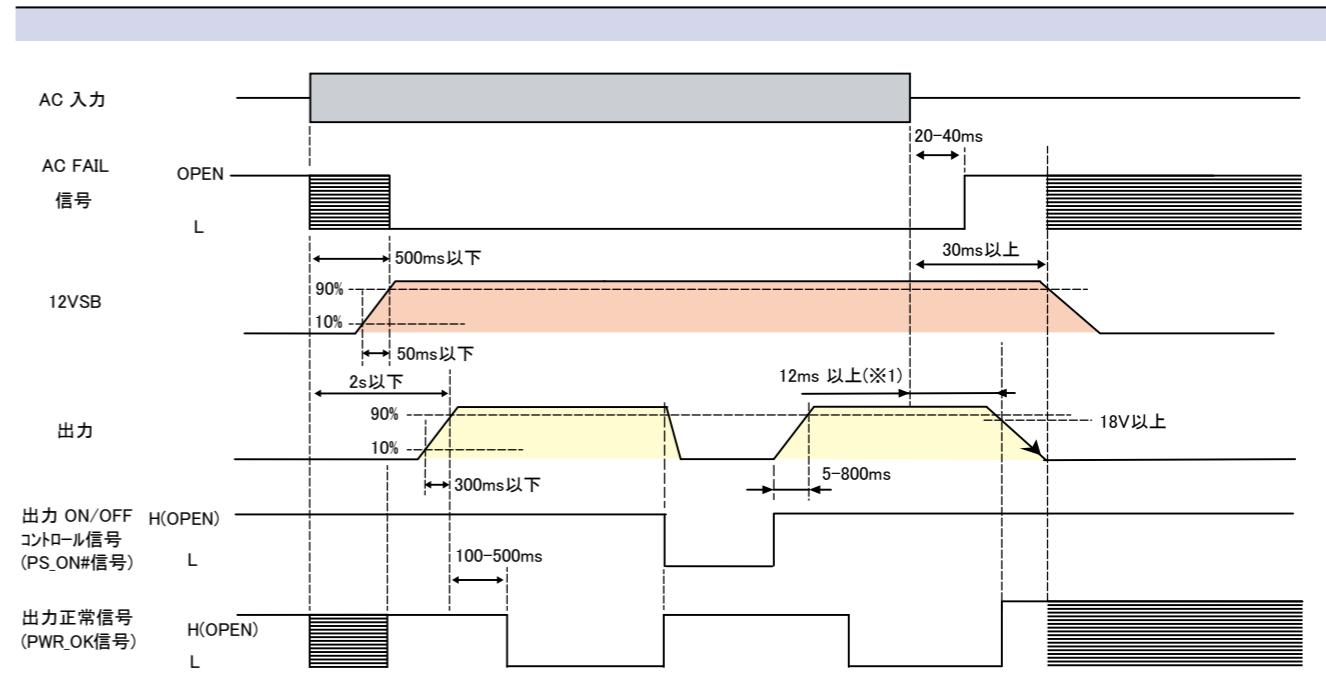 AC 入力
20-40ms
AC FAIL
信号
OPEN
L
500ms以下
30ms以上
90%
12VSB
10%
50ms以下
2s以下
12ms 以上(※1)
90%
18V以上
出力
10%
5-800ms
300ms以下
出力 ON/OFF
コントロール信号
(PS_ON#信号)
H(OPEN)
L
100-500ms
出力正常信号
(PWR_OK信号)
H(OPEN)
L